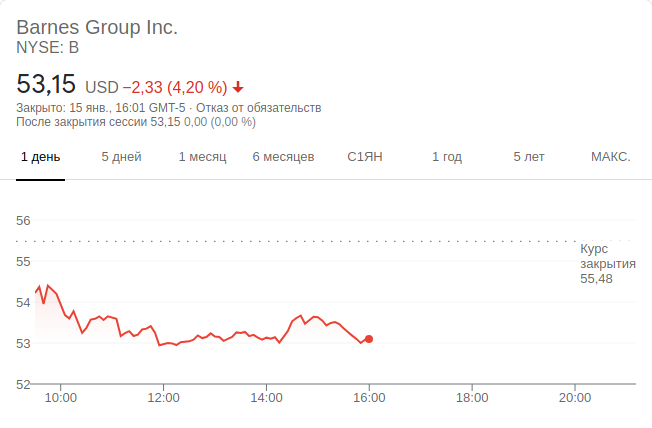 Barnes Group Inc.
NYSE: B
53,15 USD −2,33 (4,20 %)
Закрыто: 15 янв., 16:01 GMT-5 · Отказ от обязательств
После закрытия сессии 53,15 0,00 (0,00 %)
1 день 5 дней 1 месяц 6 месяцев С1ЯН 1 год 5 лет МАКС.
56
Курс
закрытия
55,48
55
54
53
52
10:00 12:00 14:00 16:00 18:00 20:00